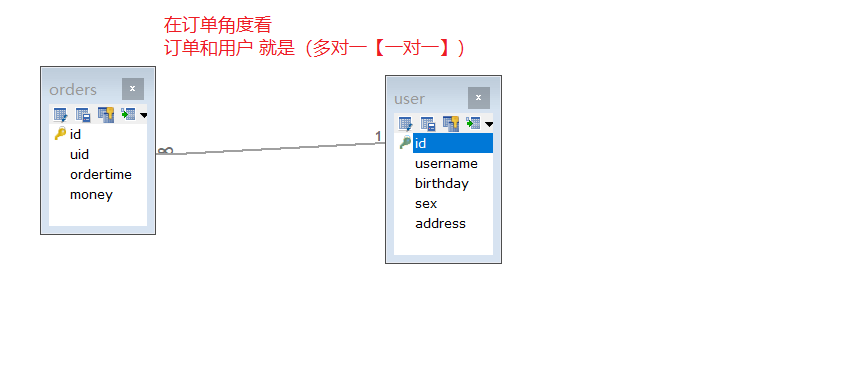 在订单角度看
订单和用户 就是（多对一【一对一】）
orders
x
id
uid
ordertime
money
∞
1
user
x
id
username
birthday
sex
address